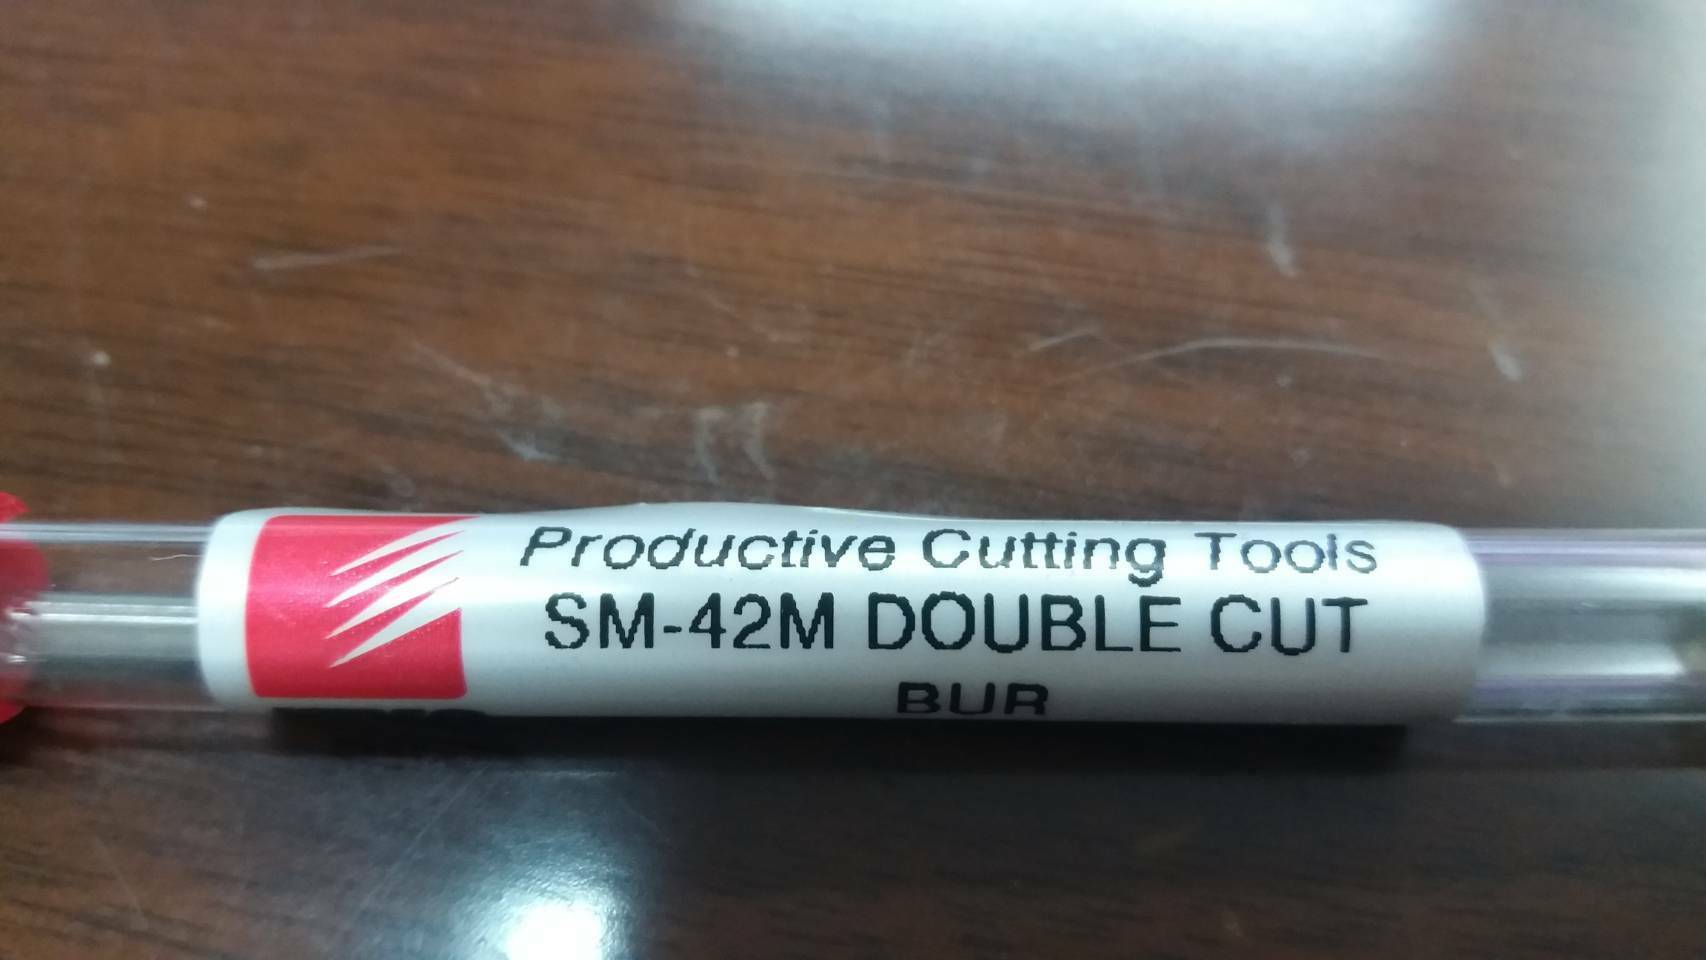 Productive Cutting Tools
SM-42M DOUBLE CUT
BUR